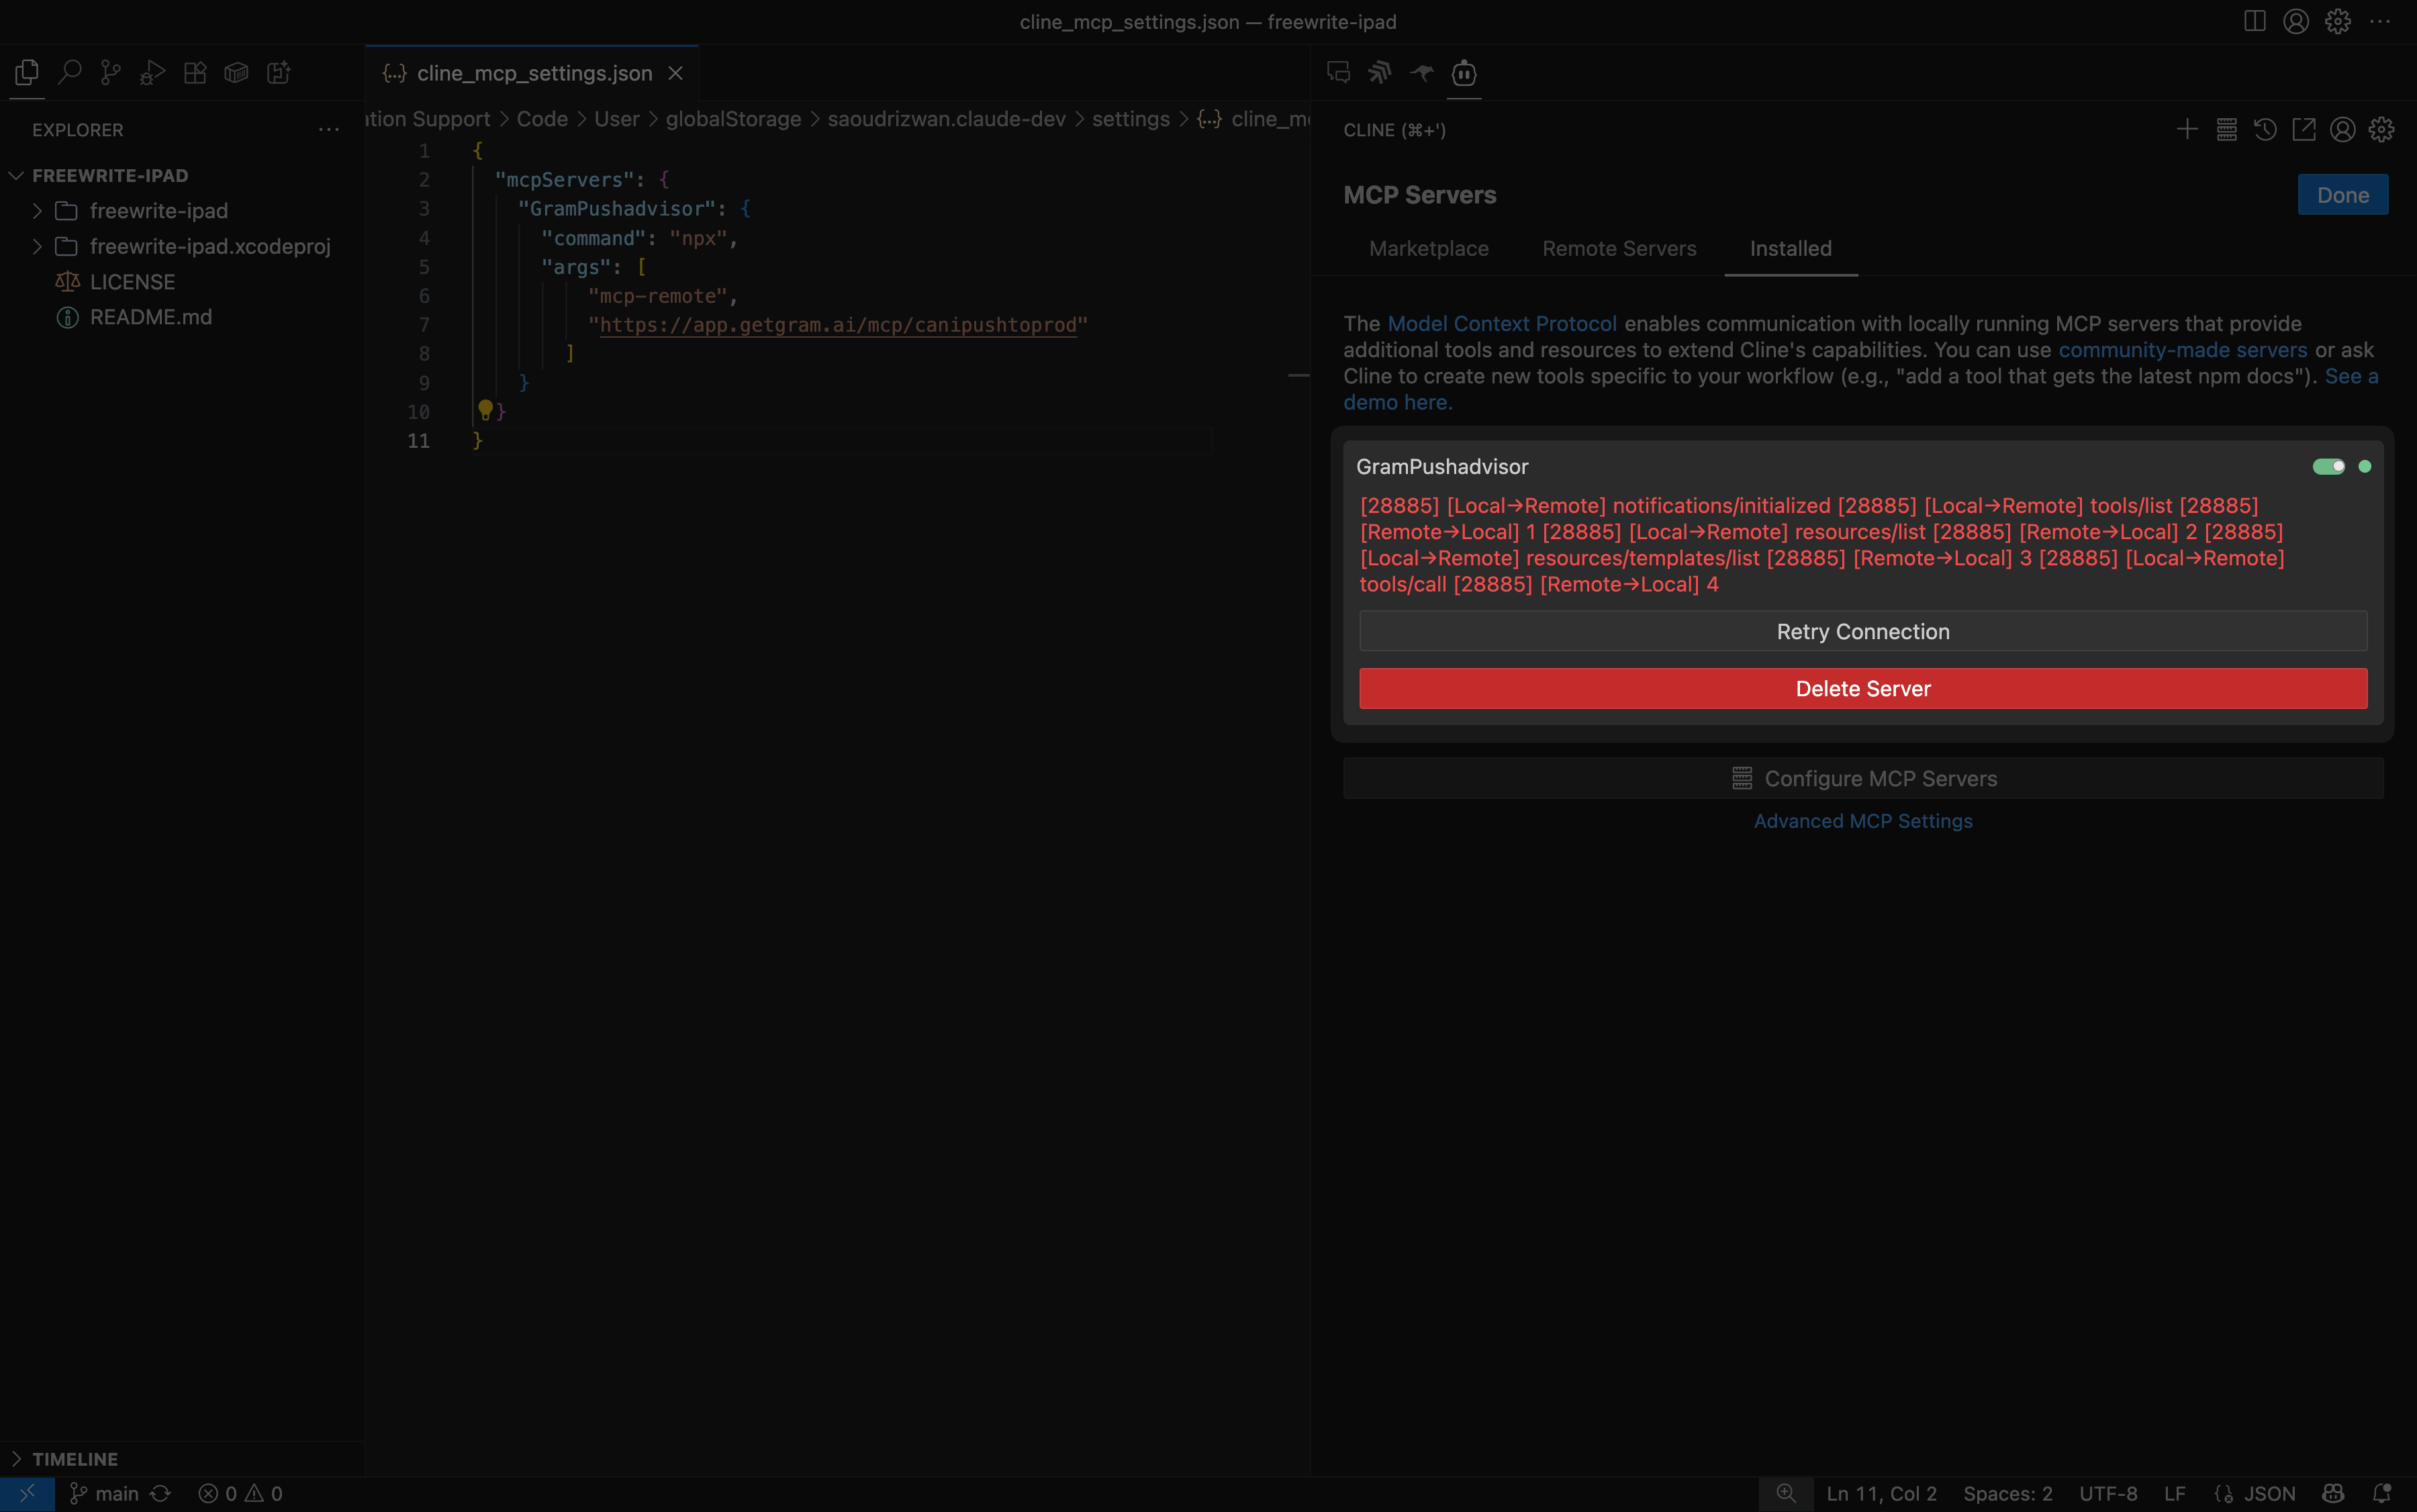 cline_mcp_settings.json — freewrite-ipad
cline_mcp_settings.json
EXPLORER
FREEWRITE-IPAD
freewrite-ipad
freewrite-ipad.xcodeproj
LICENSE
README.md
TIMELINE
tion Support > Code > User > globalStorage > saoudrizwan.claude-dev > settings > {...} cline_m
1 {
2 "mcpServers": {
3 "GramPushadvisor": {
4 "command": "npx",
5 "args": [
6 "mcp-remote",
7 "https://app.getgram.ai/mcp/canipushtoprod"
8 ]
9 }
10 }
11 }
CLINE (⌘+')
MCP Servers
Done
Marketplace
Remote Servers
Installed
The Model Context Protocol enables communication with locally running MCP servers that provide
additional tools and resources to extend Cline's capabilities. You can use community-made servers or ask
Cline to create new tools specific to your workflow (e.g., "add a tool that gets the latest npm docs"). See a
demo here.
GramPushadvisor
[28885] [Local→Remote] notifications/initialized [28885] [Local→Remote] tools/list [28885]
[Remote→Local] 1 [28885] [Local→Remote] resources/list [28885] [Remote→Local] 2 [28885]
[Local→Remote] resources/templates/list [28885] [Remote→Local] 3 [28885] [Local→Remote]
tools/call [28885] [Remote→Local] 4
Retry Connection
Delete Server
Configure MCP Servers
Advanced MCP Settings
main 0 0
Ln 11, Col 2 Spaces: 2 UTF-8 LF {} JSON